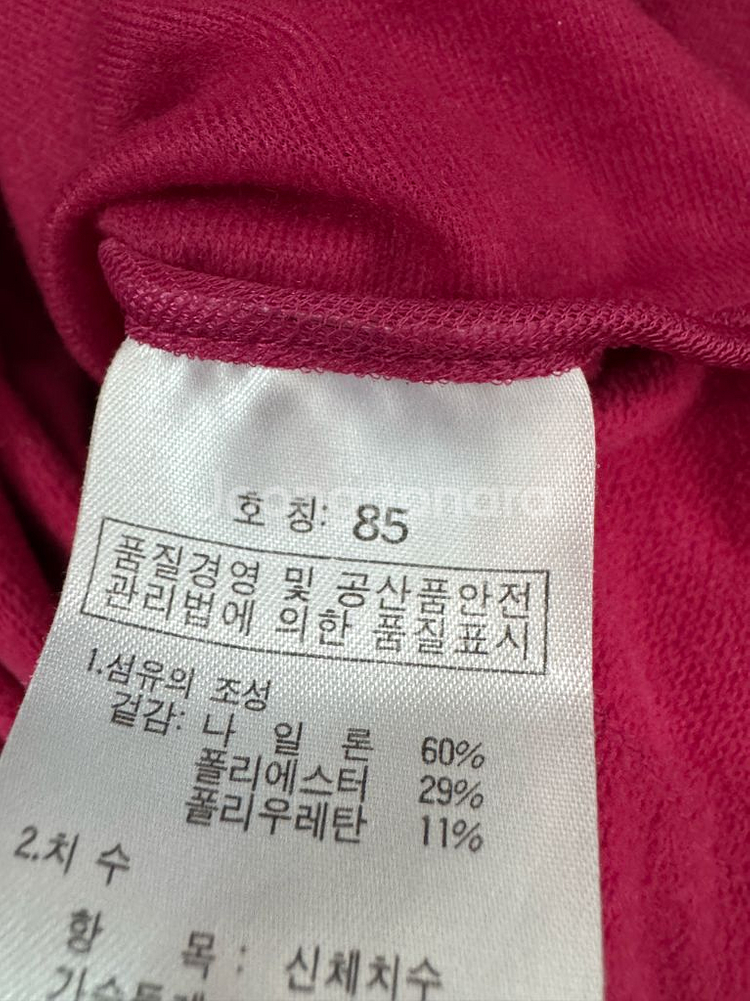 호 칭: 85
품질경영 및 공산품안전
관리법에 의한 품질표시
1.섬유의 조성
겉감: 나 일 론 60%
폴리에스터 29%
폴리우레탄 11%
2.치 수
항 목 : 신체치수